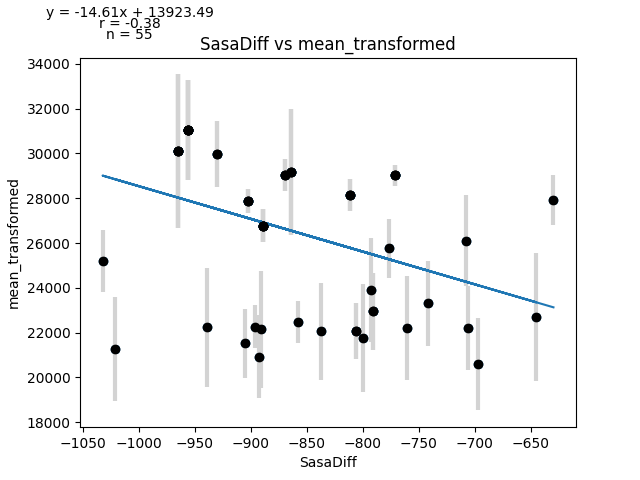 y = -14.61x + 13923.49
r = -0.38
n = 55
SasaDiff vs mean_transformed
34000
32000
30000
28000
26000
24000
22000
20000
18000
mean_transformed
−1050 −1000 −950 −900 −850 −800 −750 −700 −650
SasaDiff